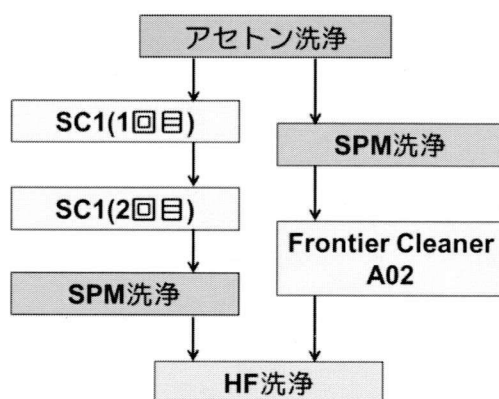 アセトン洗浄
SC1(1回目)
SC1(2回目)
SPM洗浄
SPM洗浄
Frontier Cleaner
A02
HF洗浄